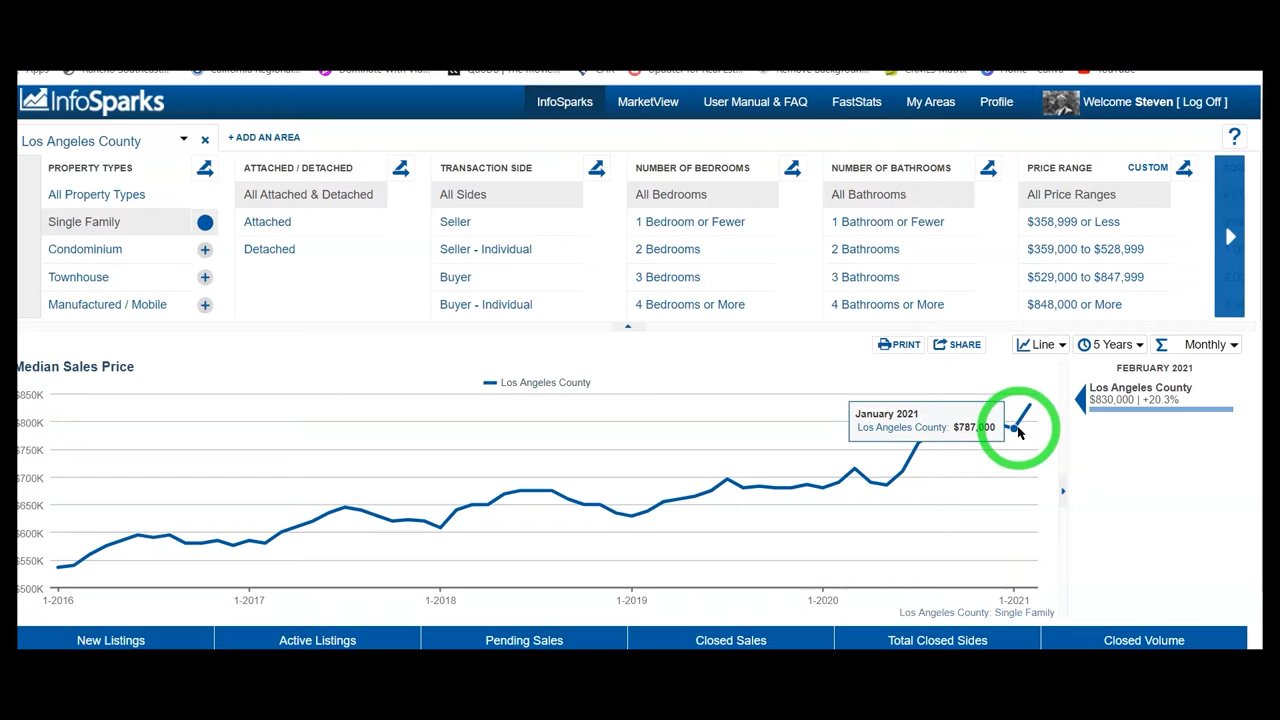 InfoSparks
InfoSparks MarketView User Manual & FAQ FastStats My Areas Profile Welcome Steven [ Log Off ]
Los Angeles County
+ ADD AN AREA
?
PROPERTY TYPES
All Property Types
Single Family
Condominium
Townhouse
Manufactured / Mobile
ATTACHED / DETACHED
All Attached & Detached
Attached
Detached
TRANSACTION SIDE
All Sides
Seller
Seller - Individual
Buyer
Buyer - Individual
NUMBER OF BEDROOMS
All Bedrooms
1 Bedroom or Fewer
2 Bedrooms
3 Bedrooms
4 Bedrooms or More
NUMBER OF BATHROOMS
All Bathrooms
1 Bathroom or Fewer
2 Bathrooms
3 Bathrooms
4 Bathrooms or More
PRICE RANGE CUSTOM
All Price Ranges
$358,999 or Less
$359,000 to $528,999
$529,000 to $847,999
$848,000 or More
PRINT SHARE Line 5 Years Σ Monthly
Median Sales Price
Los Angeles County
FEBRUARY 2021
Los Angeles County
$830,000 | +20.3%
$850K
$800K
$750K
$700K
$650K
$600K
$550K
$500K
January 2021
Los Angeles County: $787,000
1-2016 1-2017 1-2018 1-2019 1-2020 1-2021
Los Angeles County: Single Family
New Listings Active Listings Pending Sales Closed Sales Total Closed Sides Closed Volume